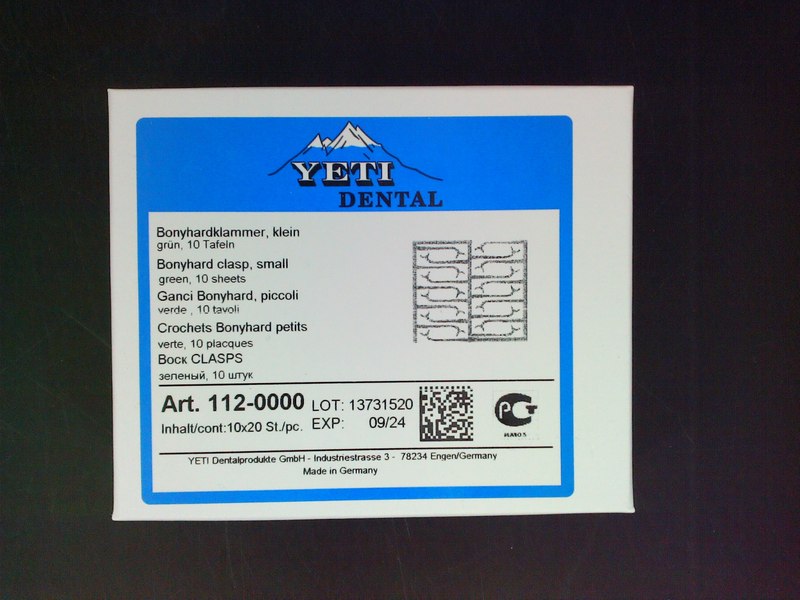 YETI
DENTAL
Bonyhardklammer, klein
grün, 10 Tafeln
Bonyhard clasp, small
green, 10 sheets
Ganci Bonyhard, piccoli
verde , 10 tavoli
Crochets Bonyhard petits
verte, 10 placques
Воск CLASPS
зеленый, 10 штук
Art. 112-0000
LOT: 13731520
Inhalt/cont:10x20 St./pc.
EXP: 09/24
YETI Dentalprodukte GmbH - Industriestrasse 3 - 78234 Engen/Germany
Made in Germany